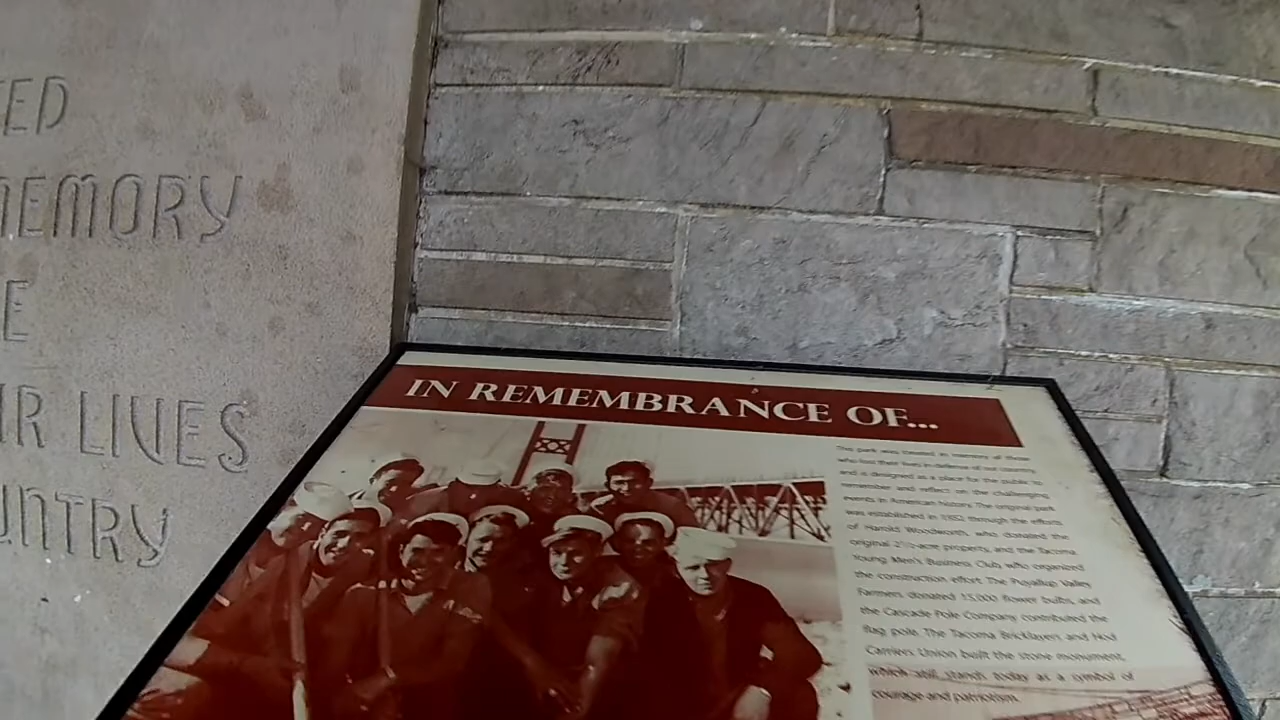 ED
MEMORY
E
IR LIVES
UNTRY
IN REMEMBRANCE OF...
This park was created in memory of those
who lost their lives in defense of our country
and is designed as a place for the public to
remember and reflect on the challenging
events in American history. The original park
was established in 1952 through the efforts
of Harold Woodworth, who donated the
original 2½-acre property, and the Tacoma
Young Men's Business Club who organized
the construction effort. The Puyallup Valley
Farmers donated 15,000 flower bulbs and
the Cascade Pole Company contributed the
flag pole. The Tacoma Bricklayers and Hod
Carriers Union built the stone monument,
which still stands today as a symbol of
courage and patriotism.